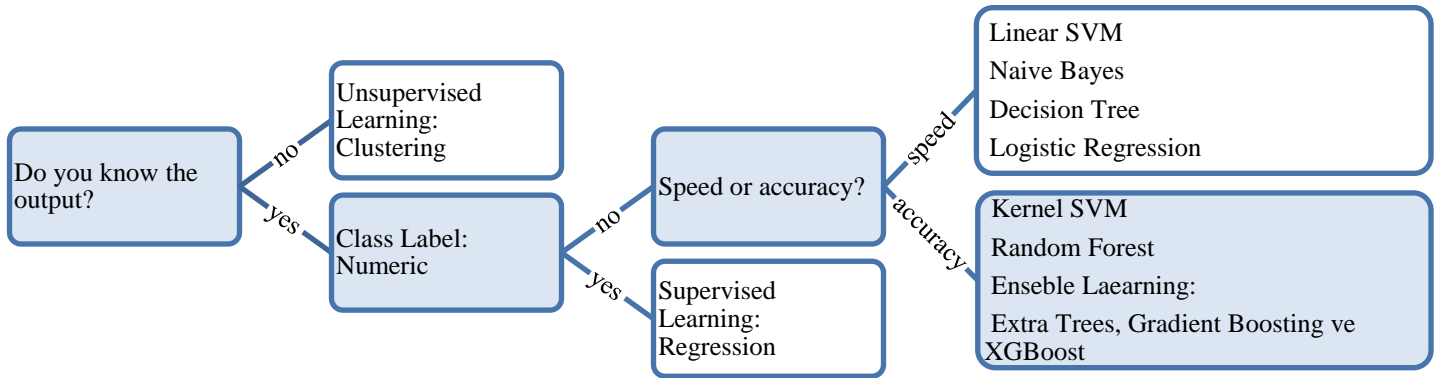 Do you know the
output?
no
yes
Unsupervised
Learning:
Clustering
Class Label:
Numeric
no
yes
Speed or accuracy?
Supervised
Learning:
Regression
speed
accuracy
Linear SVM
Naive Bayes
Decision Tree
Logistic Regression
Kernel SVM
Random Forest
Enseble Laearning:
Extra Trees, Gradient Boosting ve
XGBoost